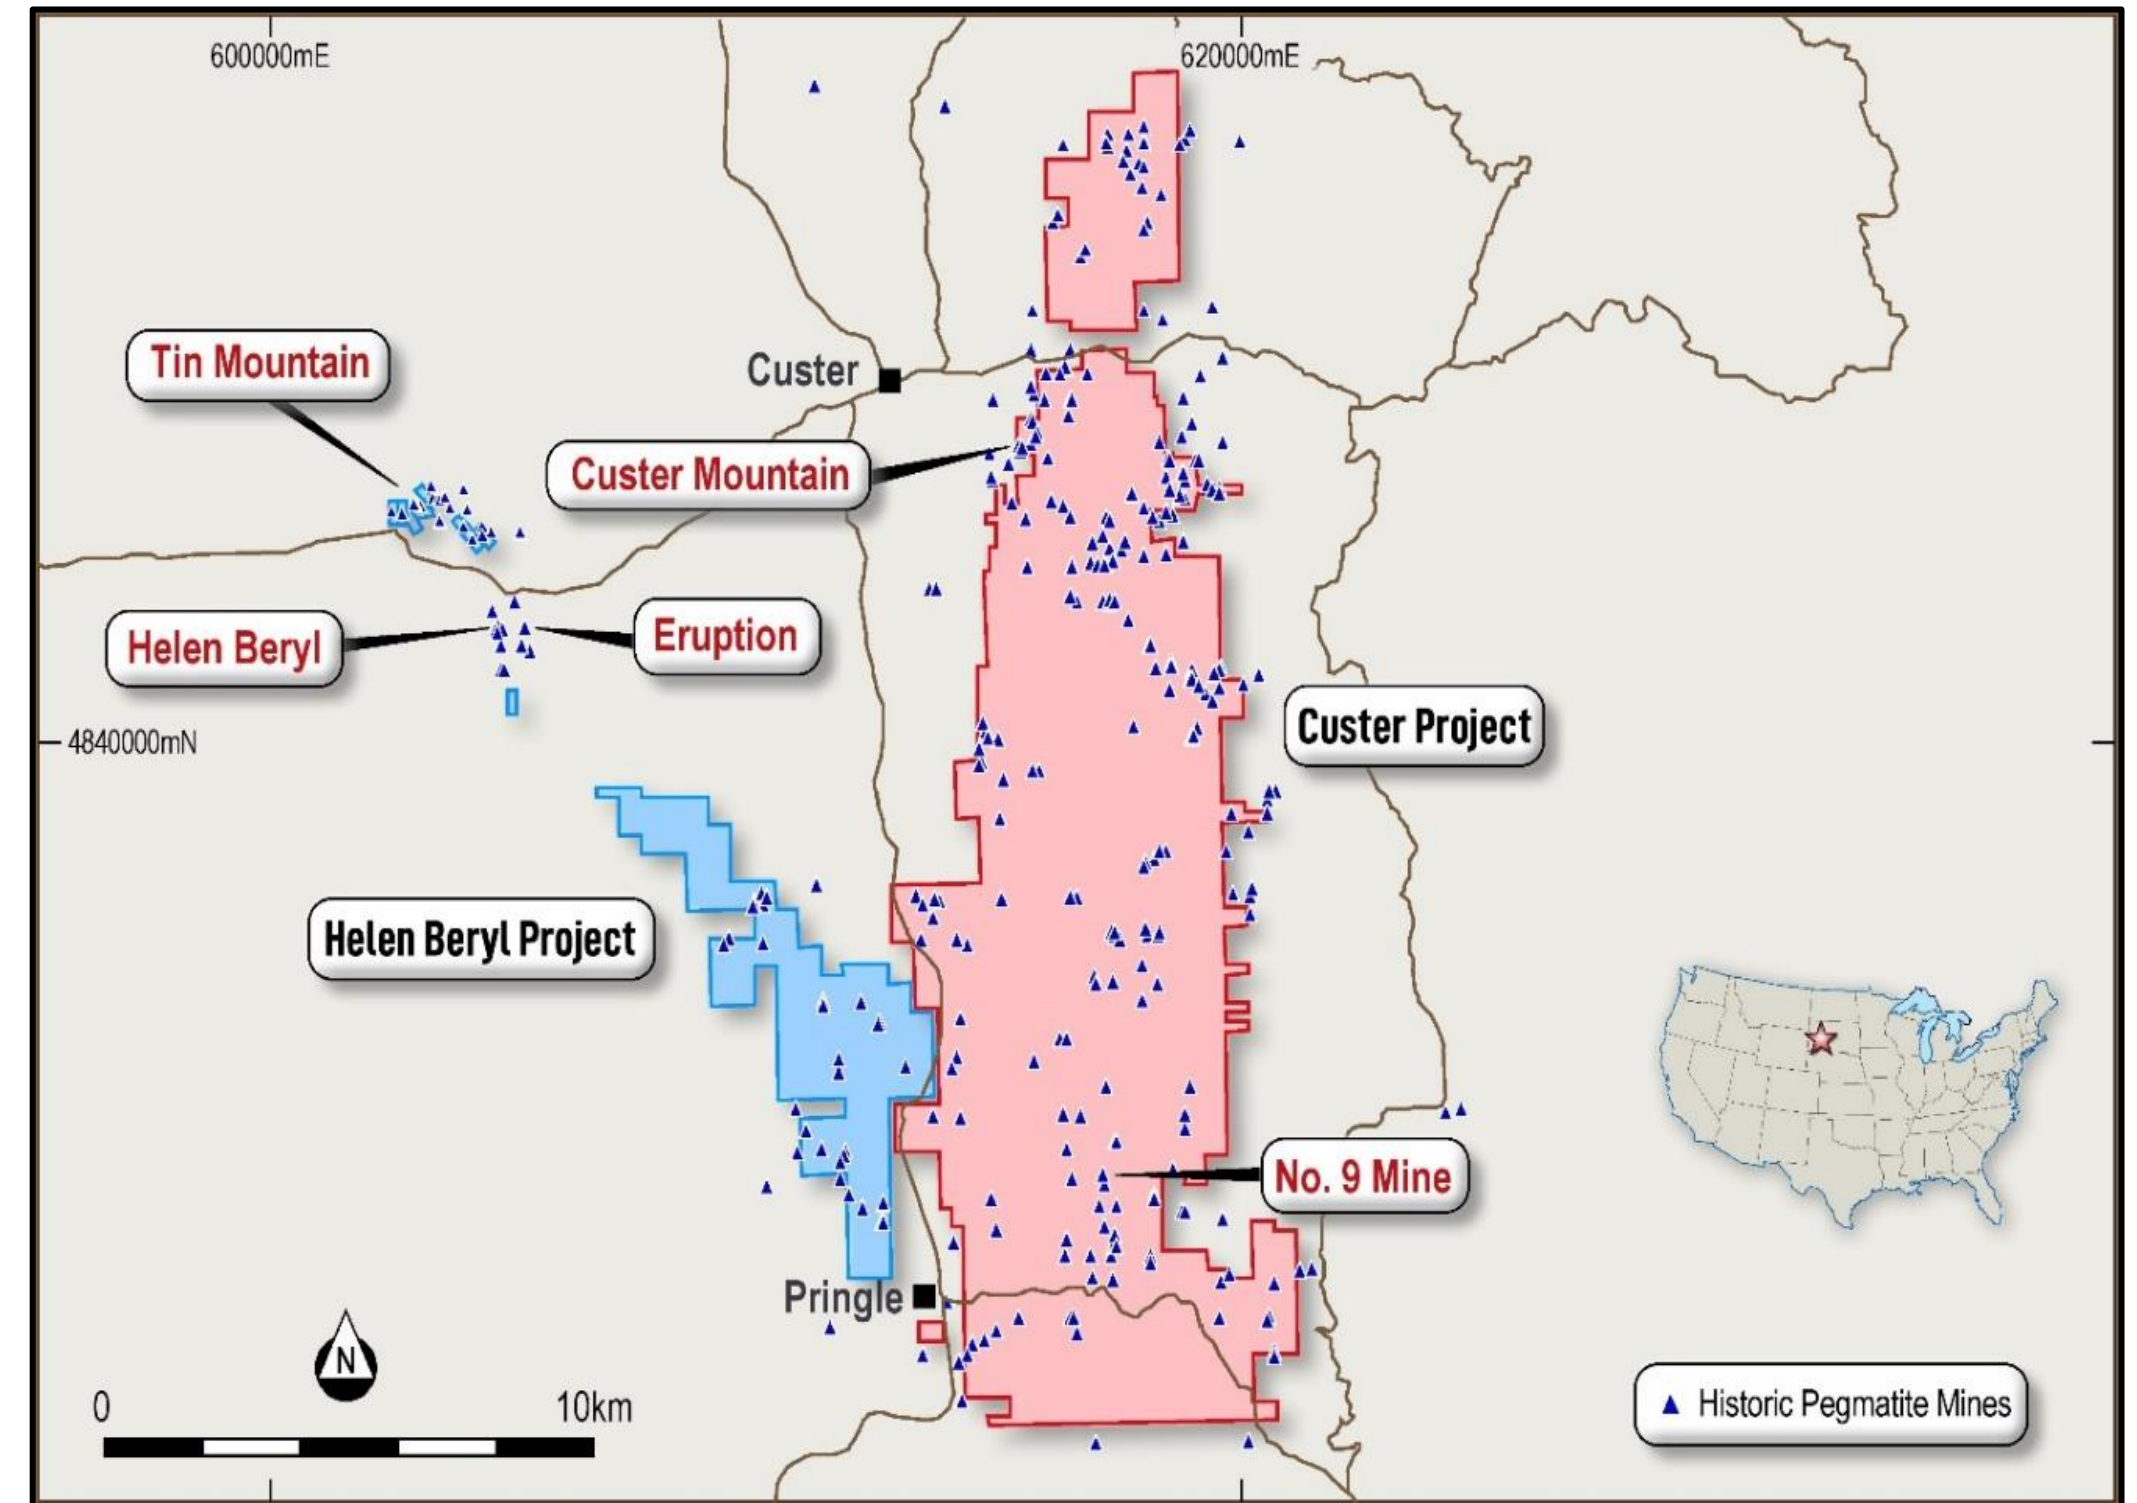 600000mE
620000mE
Tin Mountain
Custer
Custer Mountain
Helen Beryl
Eruption
Custer Project
4840000mN
Helen Beryl Project
No. 9 Mine
Pringle
N
0
10km
Historic Pegmatite Mines